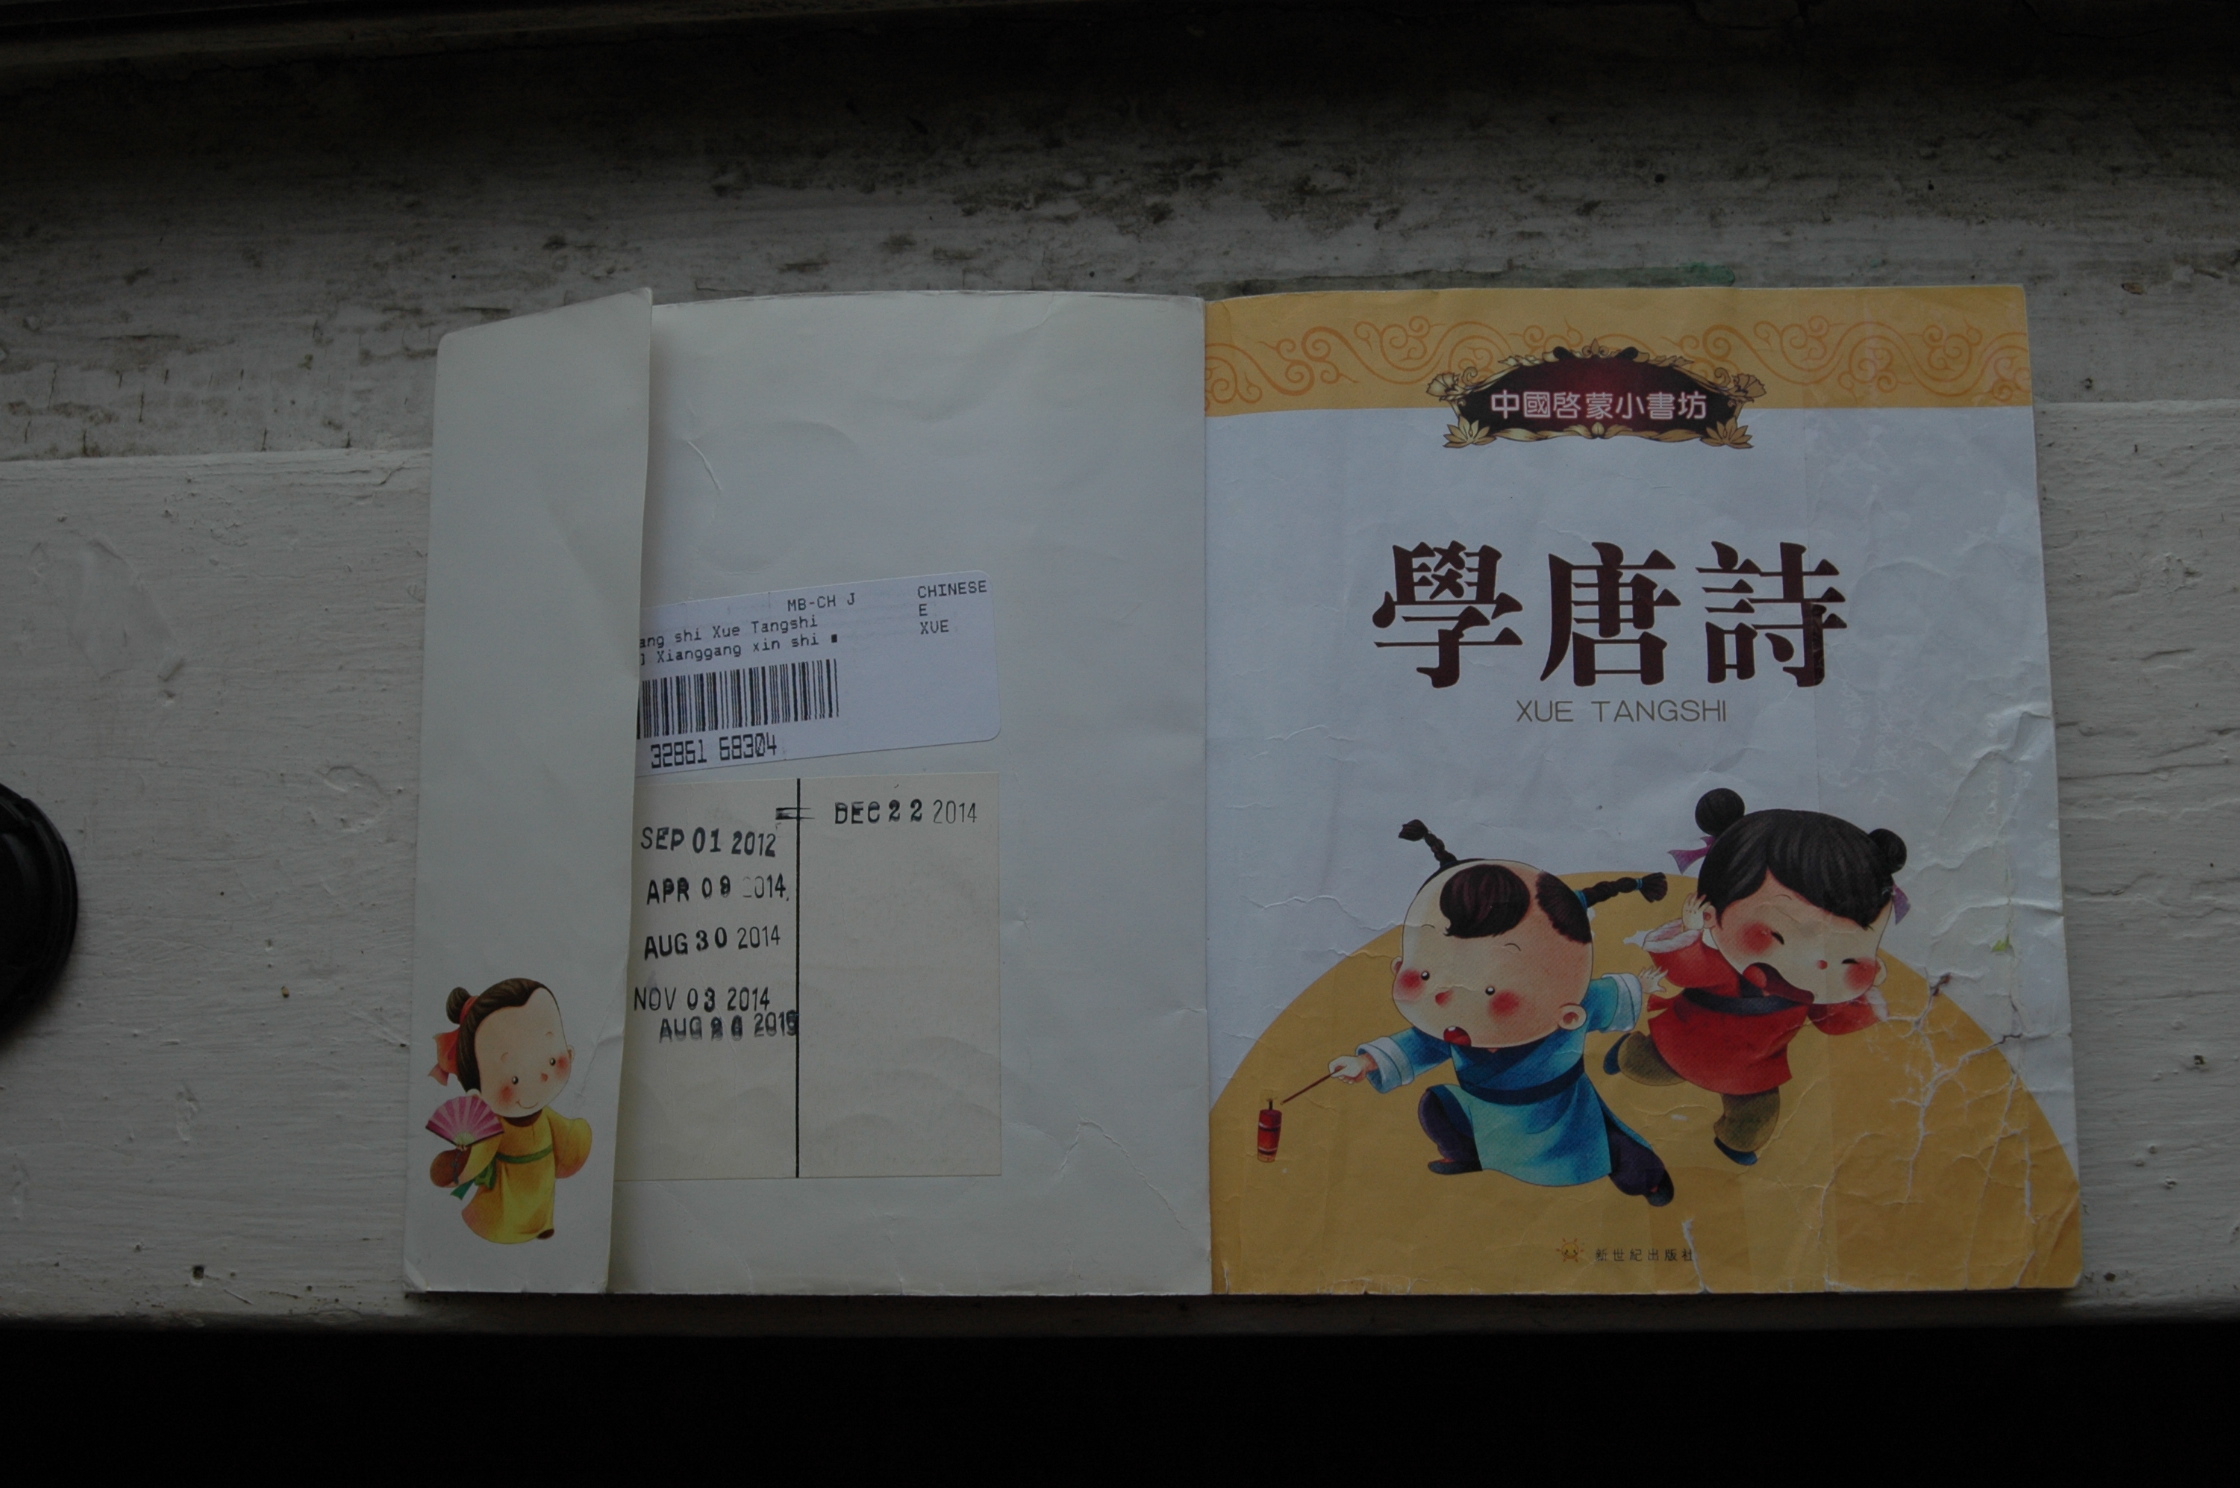 MB-CH J
CHINESE
E
XUE
ang shi Xue Tangshi
Xianggang xin shi
32861 68304
SEP 01 2012
APR 09 2014
AUG 30 2014
NOV 03 2014
AUG 2015
DEC 22 2014
中國啓蒙小書坊
學唐詩
XUE TANGSHI
新世紀出版社